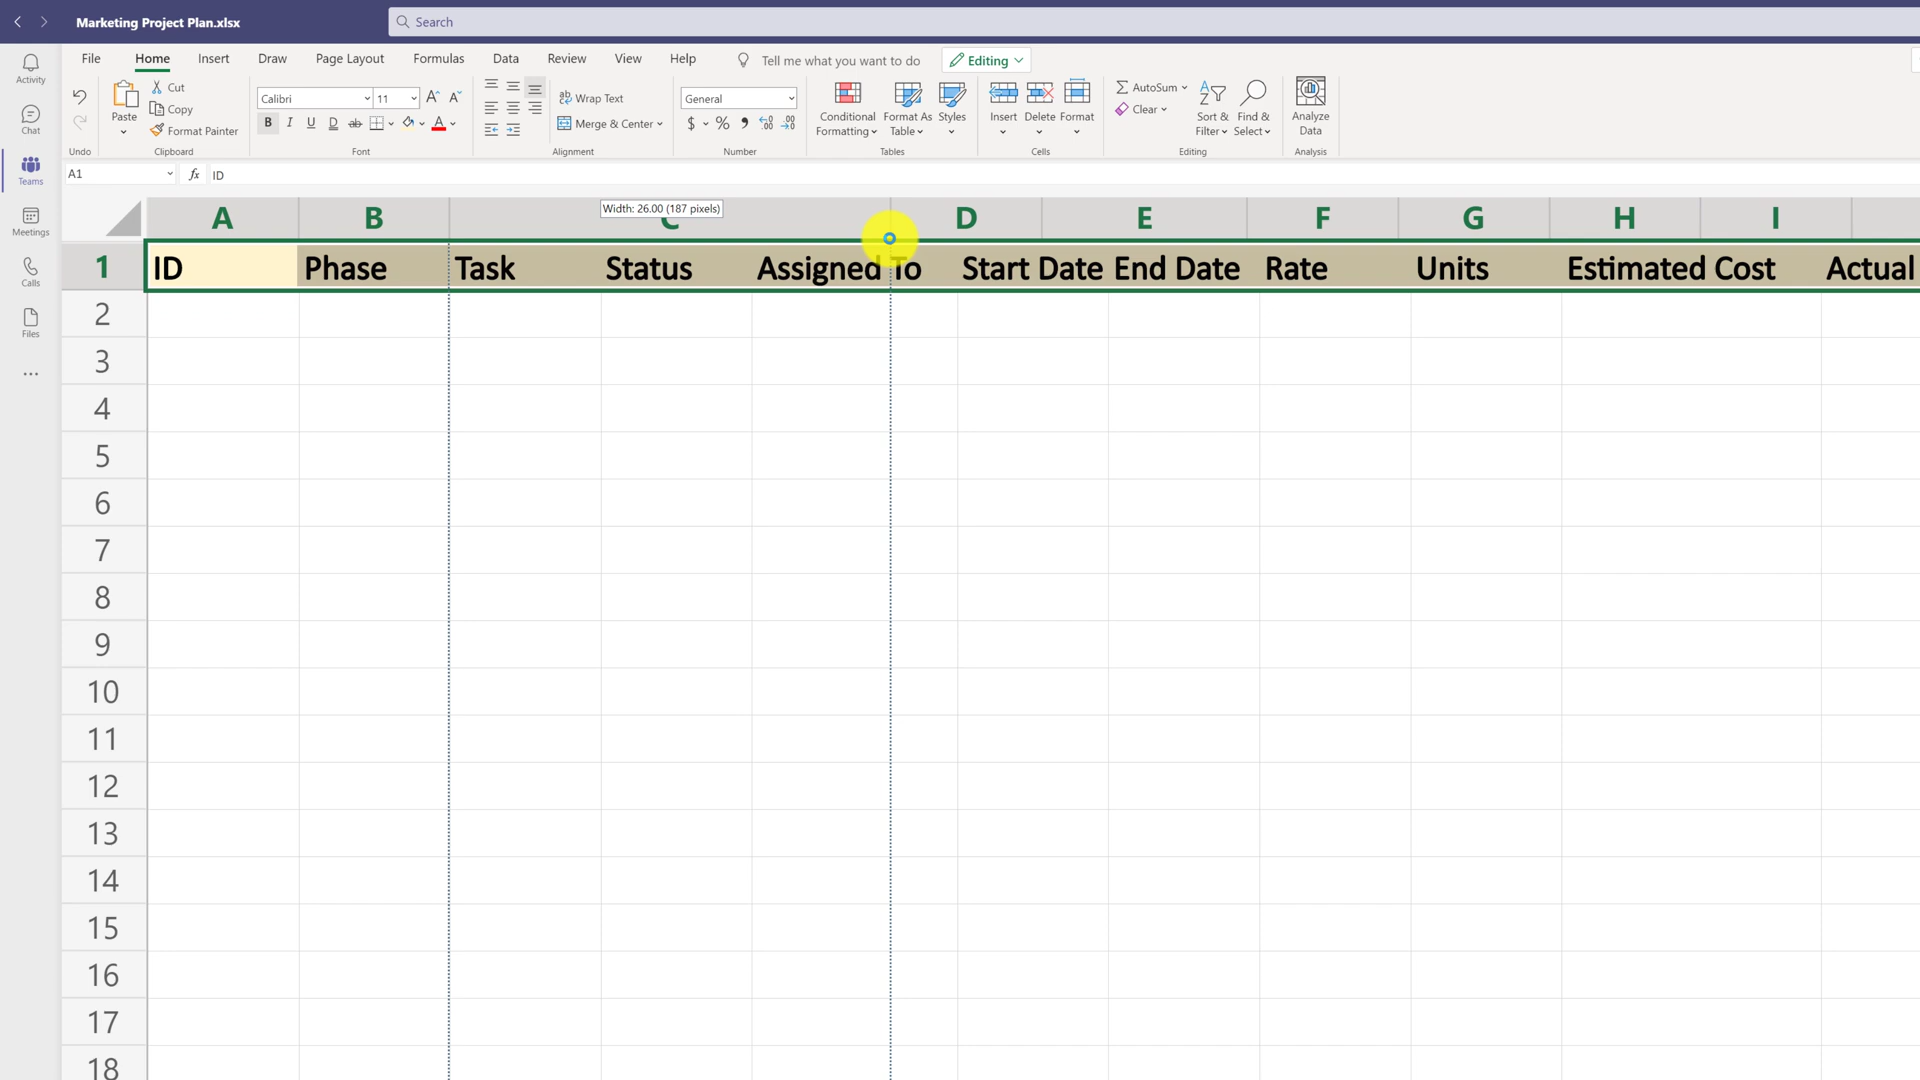 Marketing Project Plan.xlsx
Search
File Home Insert Draw Page Layout Formulas Data Review View Help Tell me what you want to do Editing
Activity
Chat
Teams
Meetings
Calls
Files
...
Undo
Paste
Cut
Copy
Format Painter
Clipboard
Calibri 11
B I U D ab A
Font
Wrap Text
Merge & Center
Alignment
General
$ % 9 .00 .00
Number
Conditional Formatting
Format As Table
Styles
Tables
Insert
Delete
Format
Cells
AutoSum
Clear
Sort & Filter
Find & Select
Editing
Analyze Data
Analysis
A1 fx ID
Width: 26.00 (187 pixels)
A B C D E F G H I
1 ID Phase Task Status Assigned To Start Date End Date Rate Units Estimated Cost Actual
2
3
4
5
6
7
8
9
10
11
12
13
14
15
16
17
18